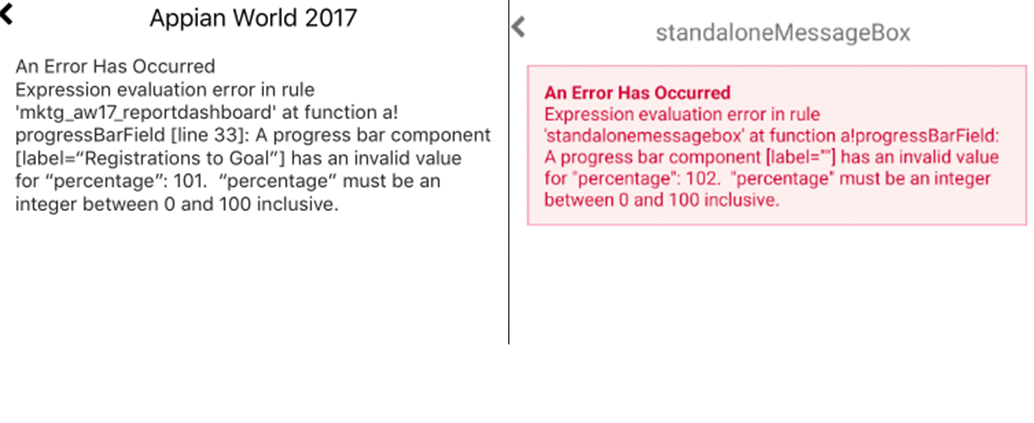 Appian World 2017
An Error Has Occurred
Expression evaluation error in rule
'mktg_aw17_reportdashboard' at function a!
progressBarField [line 33]: A progress bar component
[label=“Registrations to Goal”] has an invalid value
for “percentage”: 101.  “percentage” must be an
integer between 0 and 100 inclusive.
standaloneMessageBox
An Error Has Occurred
Expression evaluation error in rule
'standalonemessagebox' at function a!progressBarField:
A progress bar component [label=""] has an invalid value
for "percentage": 102.  "percentage" must be an integer
between 0 and 100 inclusive.